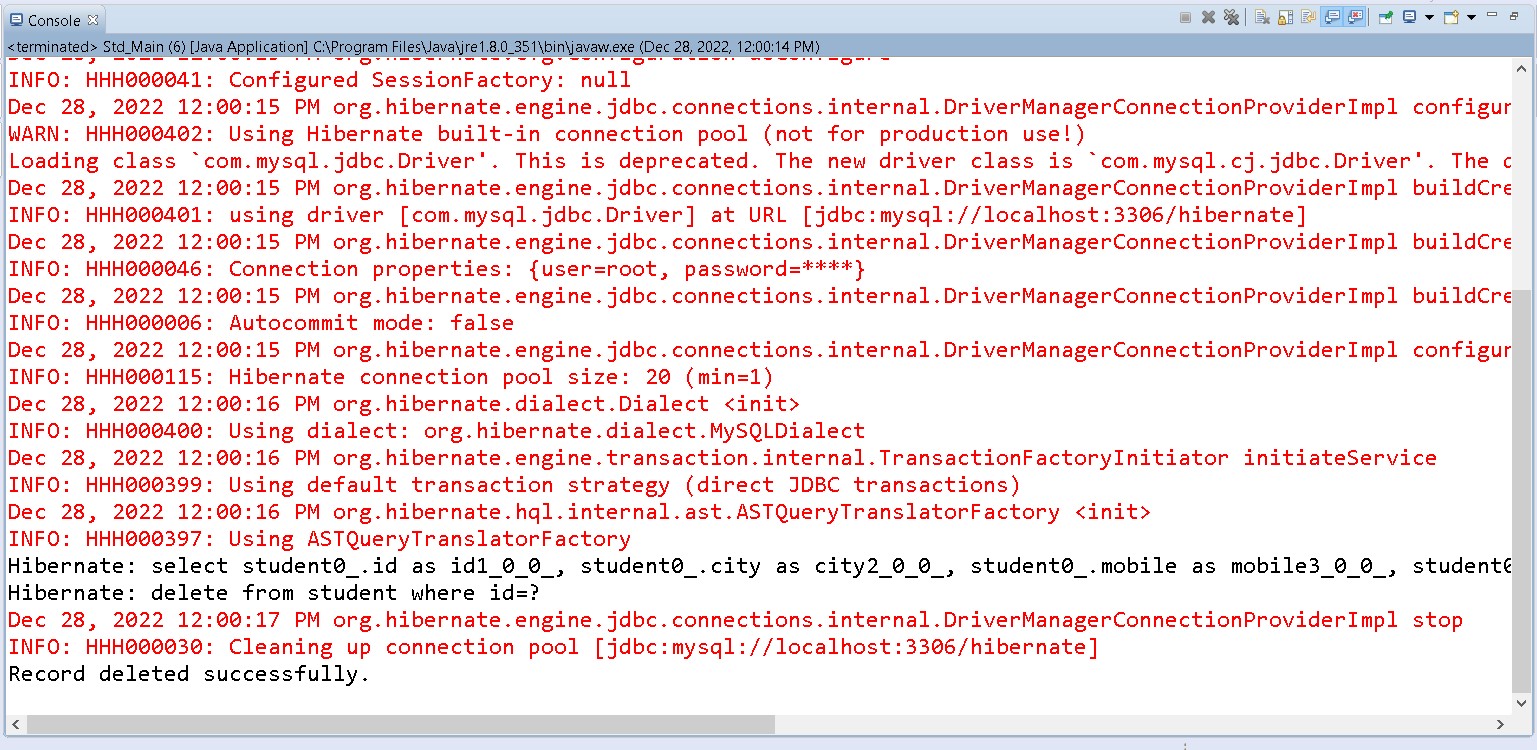 Console
<terminated> Std_Main (6) [Java Application] C:\Program Files\Java\jre1.8.0_351\bin\javaw.exe (Dec 28, 2022, 12:00:14 PM)
INFO: HHH000041: Configured SessionFactory: null
Dec 28, 2022 12:00:15 PM org.hibernate.engine.jdbc.connections.internal.DriverManagerConnectionProviderImpl configur
WARN: HHH000402: Using Hibernate built-in connection pool (not for production use!)
Loading class `com.mysql.jdbc.Driver'. This is deprecated. The new driver class is `com.mysql.cj.jdbc.Driver'. The
Dec 28, 2022 12:00:15 PM org.hibernate.engine.jdbc.connections.internal.DriverManagerConnectionProviderImpl buildCre
INFO: HHH000401: using driver [com.mysql.jdbc.Driver] at URL [jdbc:mysql://localhost:3306/hibernate]
Dec 28, 2022 12:00:15 PM org.hibernate.engine.jdbc.connections.internal.DriverManagerConnectionProviderImpl buildCre
INFO: HHH000046: Connection properties: {user=root, password=****}
Dec 28, 2022 12:00:15 PM org.hibernate.engine.jdbc.connections.internal.DriverManagerConnectionProviderImpl buildCre
INFO: HHH000006: Autocommit mode: false
Dec 28, 2022 12:00:15 PM org.hibernate.engine.jdbc.connections.internal.DriverManagerConnectionProviderImpl configur
INFO: HHH000115: Hibernate connection pool size: 20 (min=1)
Dec 28, 2022 12:00:16 PM org.hibernate.dialect.Dialect <init>
INFO: HHH000400: Using dialect: org.hibernate.dialect.MySQLDialect
Dec 28, 2022 12:00:16 PM org.hibernate.engine.transaction.internal.TransactionFactoryInitiator initiateService
INFO: HHH000399: Using default transaction strategy (direct JDBC transactions)
Dec 28, 2022 12:00:16 PM org.hibernate.hql.internal.ast.ASTQueryTranslatorFactory <init>
INFO: HHH000397: Using ASTQueryTranslatorFactory
Hibernate: select student0_.id as id1_0_0_, student0_.city as city2_0_0_, student0_.mobile as mobile3_0_0_, student0
Hibernate: delete from student where id=?
Dec 28, 2022 12:00:17 PM org.hibernate.engine.jdbc.connections.internal.DriverManagerConnectionProviderImpl stop
INFO: HHH000030: Cleaning up connection pool [jdbc:mysql://localhost:3306/hibernate]
Record deleted successfully.